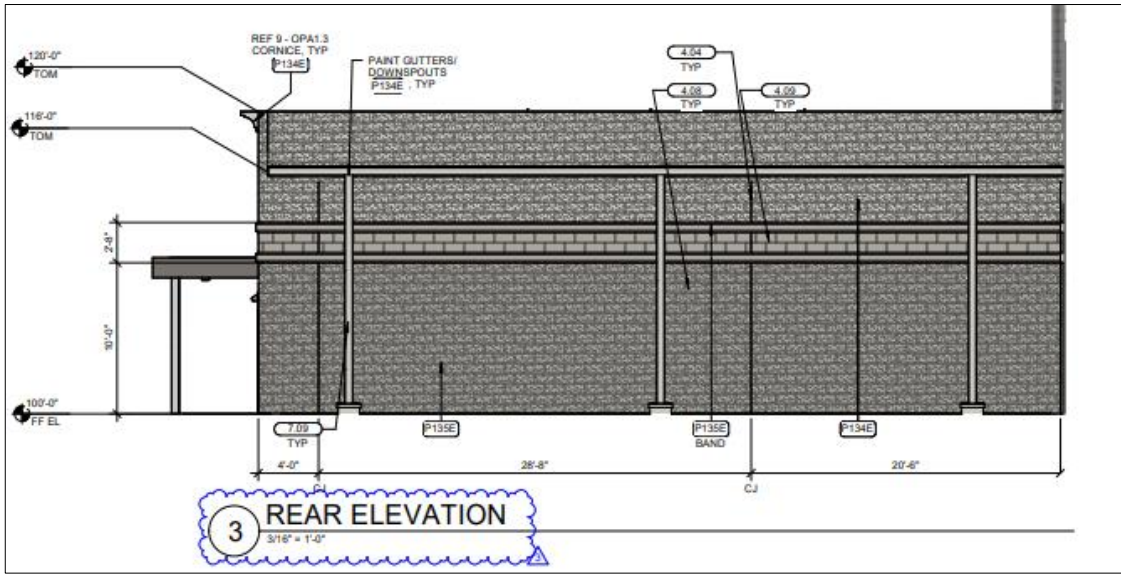 REF 9 - OPA1.3
CORNICE, TYP
P134E
PAINT GUTTERS/
DOWNSPOUTS
P134E , TYP
4.04
TYP
4.08
TYP
4.09
TYP
120'-0"
TOM
116'-0"
TOM
2'-8"
10'-0"
100'-0"
FF EL
7.09
TYP
P135E
P135E
BAND
P134E
4'-0"
28'-8"
20'-6"
CJ
CJ
3
REAR ELEVATION
3/16" = 1'-0"
3